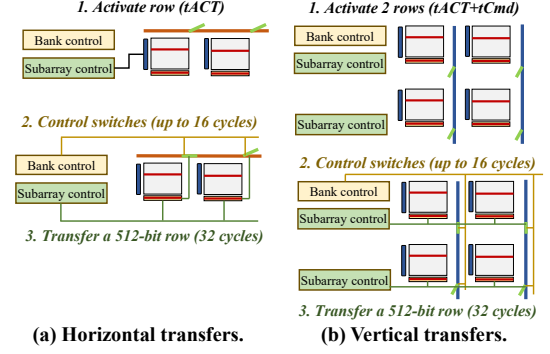 1. Activate row (tACT)
Bank control
Subarray control
2. Control switches (up to 16 cycles)
Bank control
Subarray control
3. Transfer a 512-bit row (32 cycles)
(a) Horizontal transfers.
1. Activate 2 rows (tACT+tCmd)
Bank control
Subarray control
Subarray control
2. Control switches (up to 16 cycles)
Bank control
Subarray control
Subarray control
3. Transfer a 512-bit row (32 cycles)
(b) Vertical transfers.